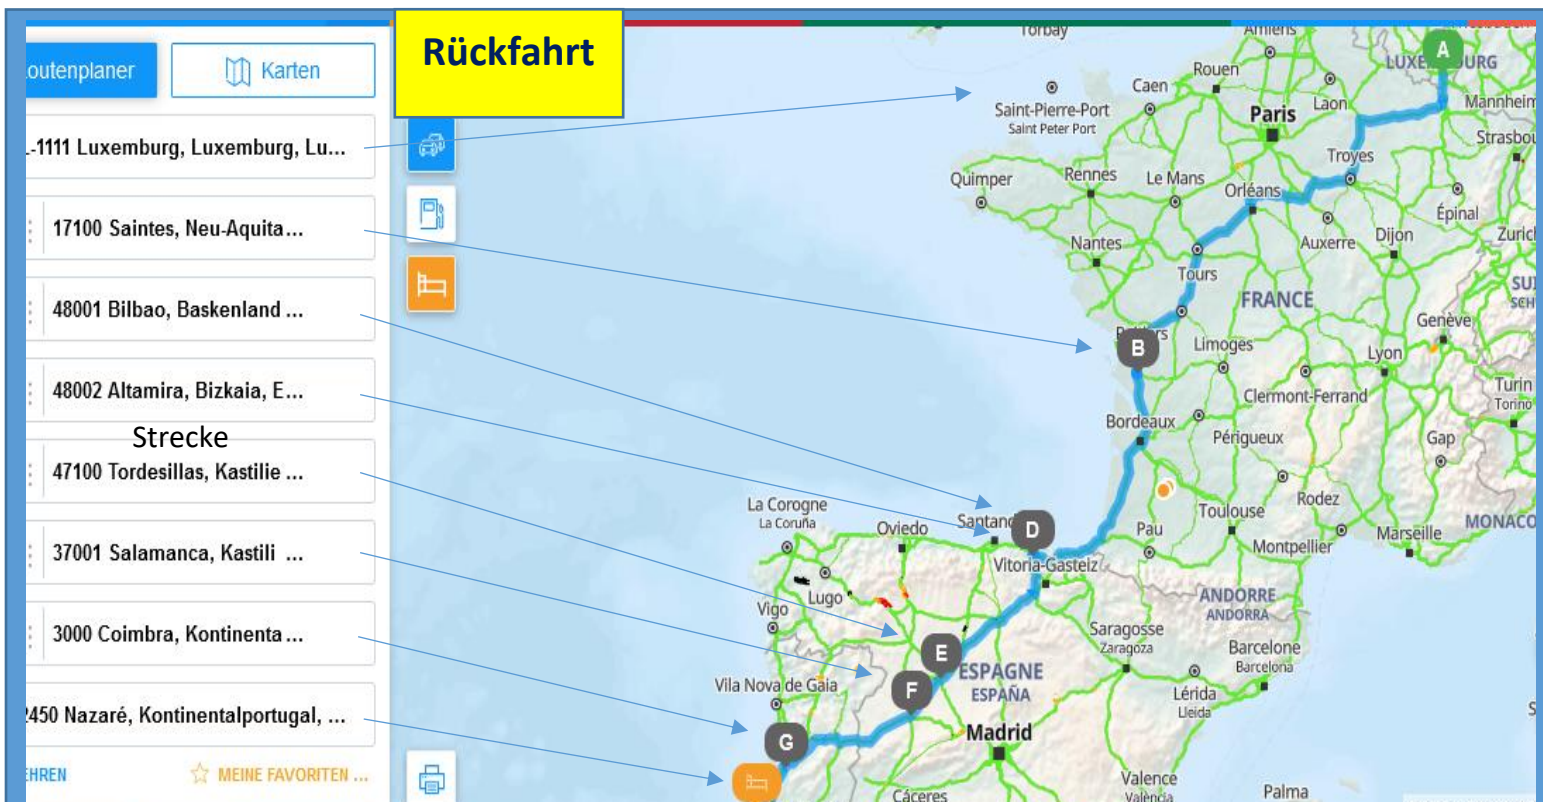 Rückfahrt
outenplaner
Karten
-1111 Luxemburg, Luxemburg, Lu...
17100 Saintes, Neu-Aquita...
48001 Bilbao, Baskenland ...
48002 Altamira, Bizkaia, E...
Strecke
47100 Tordesillas, Kastilie ...
37001 Salamanca, Kastili ...
3000 Coimbra, Kontinenta ...
2450 Nazaré, Kontinentalportugal, ...
EHREN
MEINE FAVORITEN ...
Torbay
Amiens
A
LUXEMBOURG
Rouen
Caen
Laon
Mannheim
Saint-Pierre-Port
Saint Peter Port
Paris
Strasbou
Troyes
Quimper
Rennes
Le Mans
Orléans
Épinal
Nantes
Auxerre
Dijon
Zurich
Tours
FRANCE
SUI
SCH
Genève
B
Limoges
Lyon
Turin
Torino
Clermont-Ferrand
Bordeaux
Périgueux
Gap
Rodez
La Corogne
La Coruña
Oviedo
Santand
D
Pau
Toulouse
Montpellier
Marseille
MONACO
Vitoria-Gasteiz
Lugo
Vigo
ANDORRE
ANDORRA
Saragosse
Zaragoza
Barcelone
Barcelona
E
ESPAGNE
ESPAÑA
Vila Nova de Gaia
F
Lérida
Lleida
S
G
Madrid
Cáceres
Valence
València
Palma